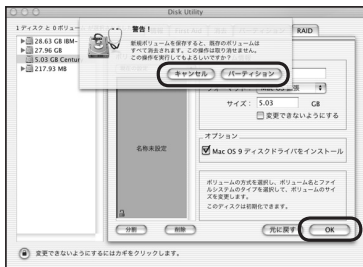 Disk Utility
1 ディスクと 0 ボリュー
28.63 GB IBM-
27.96 GB
5.03 GB Centur
217.93 MB
RAID
警告！
新規ボリュームを保存すると、既存のボリュームは
すべて消去されます。この操作は取り消せません。
この操作を実行してもよろしいですか？
キャンセル
パーティション
サイズ： 5.03 GB
変更できないようにする
名称未設定
オプション
Mac OS 9 ディスクドライバをインストール
ボリュームの方式を選択し、ボリューム名とファイ
ルシステムのタイプを選択して、ボリュームのサイ
ズを変更します。
このディスクは初期化できます。
分割
削除
元に戻す
OK
変更できないようにするにはカギをクリックします。